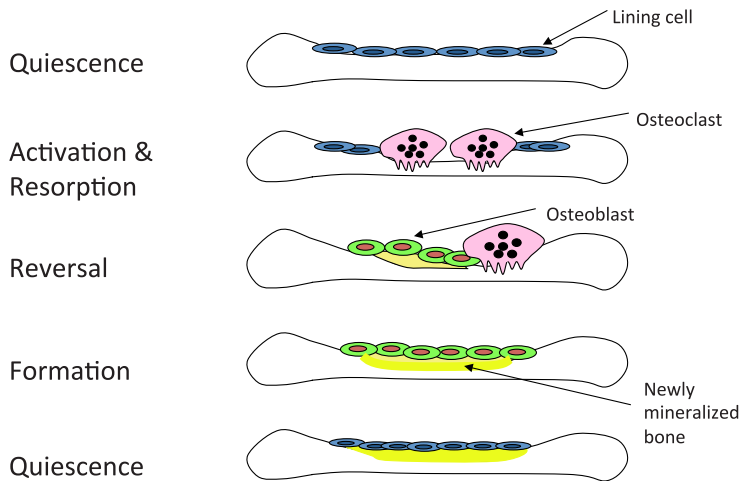 Lining cell
Quiescence
Osteoclast
Activation &
Resorption
Osteoblast
Reversal
Formation
Newly
mineralized
bone
Quiescence